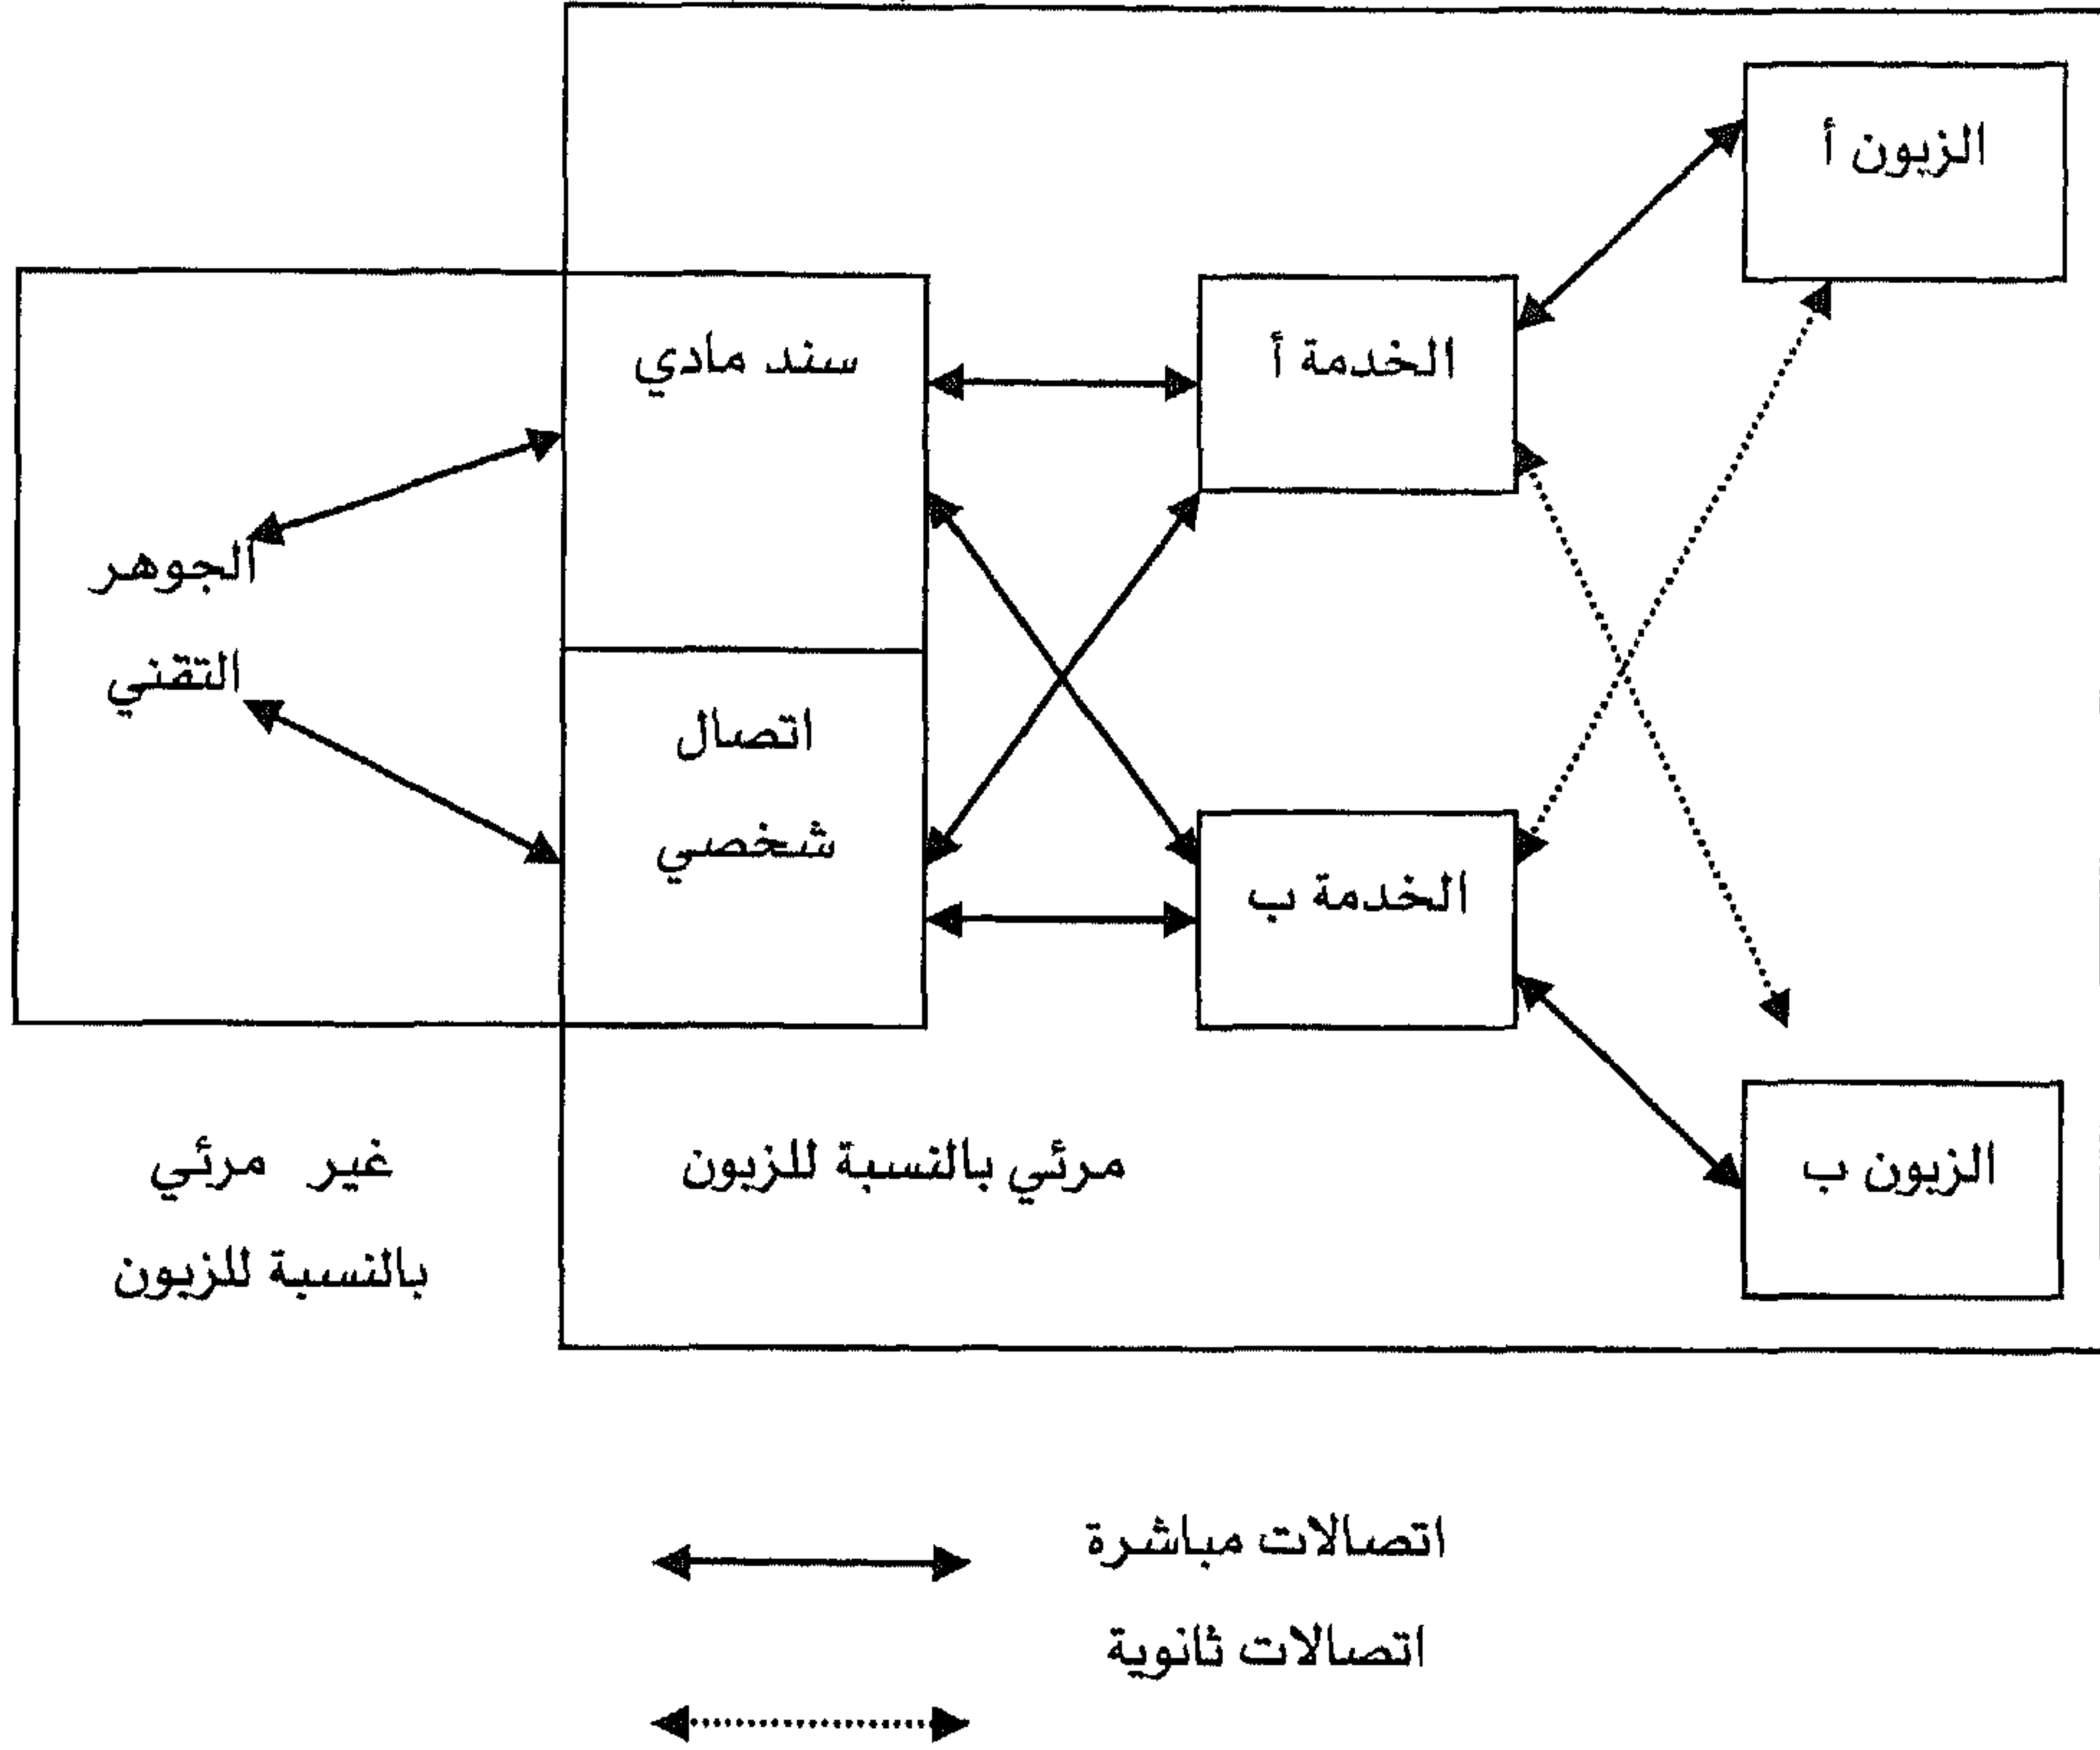 الزبون أ
سند مادي
الخدمة أ
الجوهر
التقني
اتصال
شخصي
الخدمة ب
الزبون ب
مرئي بالنسبة للزبون
غير مرئي
بالنسبة للزبون
اتصالات مباشرة
اتصالات ثانوية